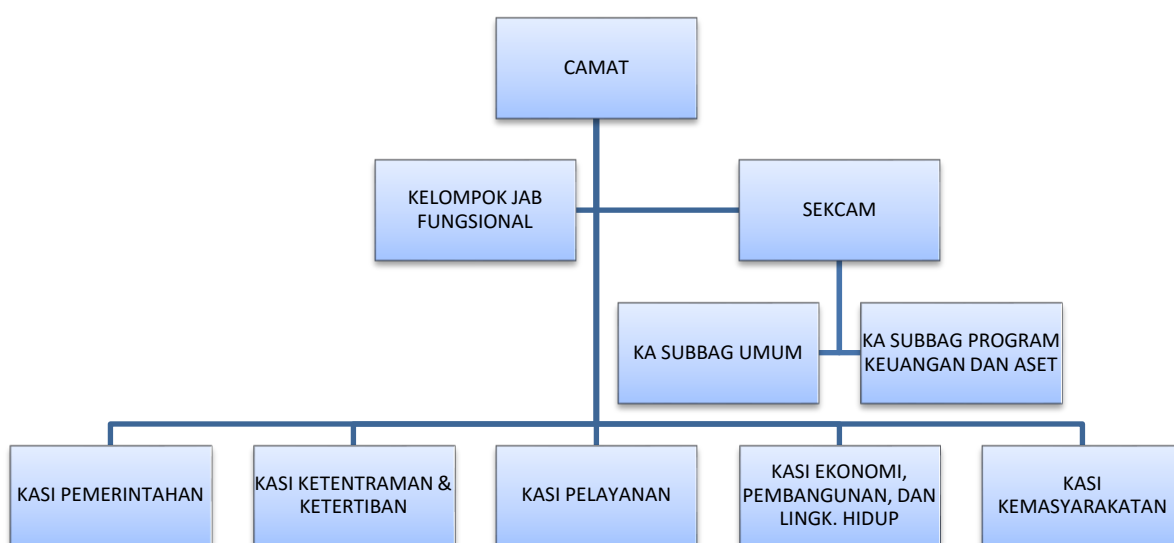 CAMAT
KELOMPOK JAB
FUNGSIONAL
SEKCAM
KA SUBBAG UMUM
KA SUBBAG PROGRAM
KEUANGAN DAN ASET
KASI PEMERINTAHAN
KASI KETENTRAMAN &
KETERTIBAN
KASI PELAYANAN
KASI EKONOMI,
PEMBANGUNAN, DAN
LINGK. HIDUP
KASI
KEMASYARAKATAN